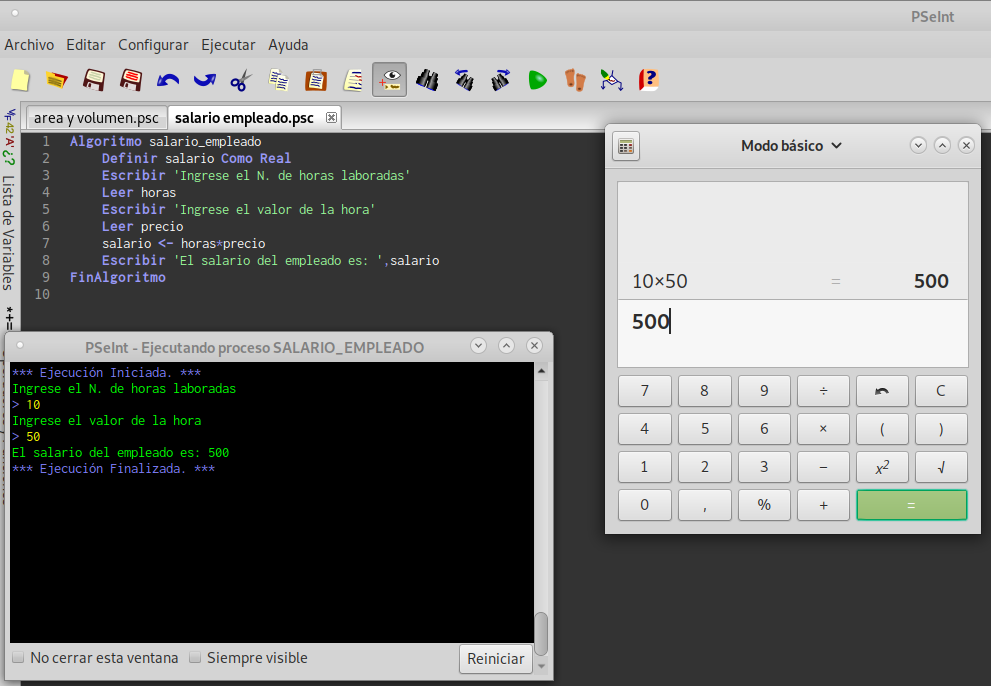 PSeInt
Archivo Editar Configurar Ejecutar Ayuda
area y volumen.psc
salario empleado.psc
Lista de Variables
1 Algoritmo salario_empleado
2 Definir salario Como Real
3 Escribir 'Ingrese el N. de horas laboradas'
4 Leer horas
5 Escribir 'Ingrese el valor de la hora'
6 Leer precio
7 salario <- horas*precio
8 Escribir 'El salario del empleado es: ',salario
9 FinAlgoritmo
10
PSeInt - Ejecutando proceso SALARIO_EMPLEADO
*** Ejecución Iniciada. ***
Ingrese el N. de horas laboradas
> 10
Ingrese el valor de la hora
> 50
El salario del empleado es: 500
*** Ejecución Finalizada. ***
No cerrar esta ventana Siempre visible Reiniciar
Modo básico
10×50 = 500
500
7 8 9 ÷ C
4 5 6 × ( )
1 2 3 − x² √
0 , % + =